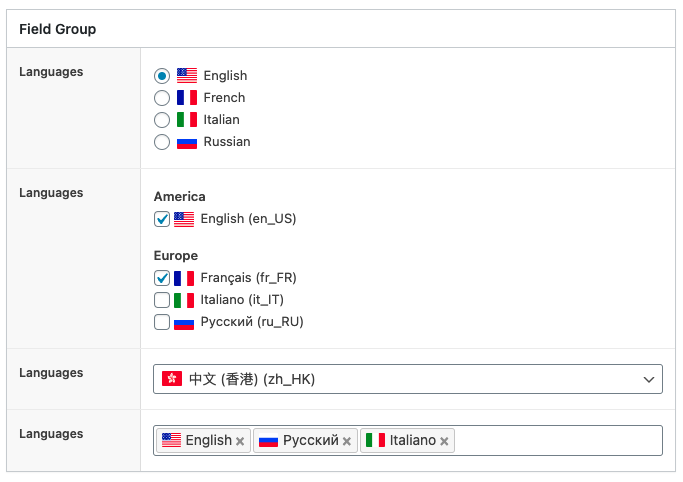 Field Group
Languages
English
French
Italian
Russian
Languages
America
English (en_US)
Europe
Français (fr_FR)
Italiano (it_IT)
Русский (ru_RU)
Languages
中文 (香港) (zh_HK)
Languages
English × Русский × Italiano ×